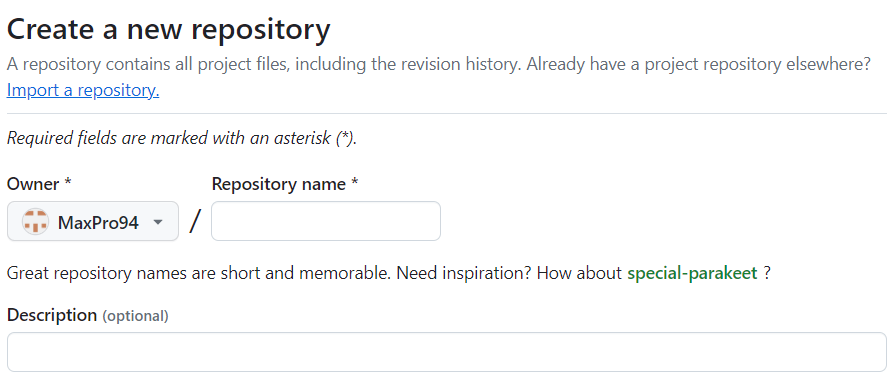 Create a new repository
A repository contains all project files, including the revision history. Already have a project repository elsewhere?
Import a repository.
Required fields are marked with an asterisk (*).
Owner * Repository name *
MaxPro94 /
Great repository names are short and memorable. Need inspiration? How about special-parakeet ?
Description (optional)